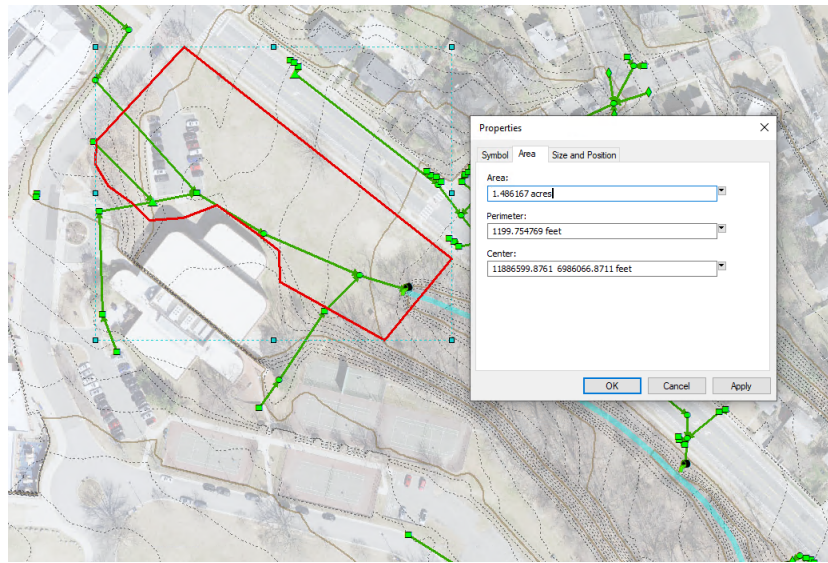 Properties
Symbol Area Size and Position
Area:
1.486167 acres
Perimeter:
1199.754769 feet
Center:
11886599.8761 6986066.8711 feet
OK Cancel Apply